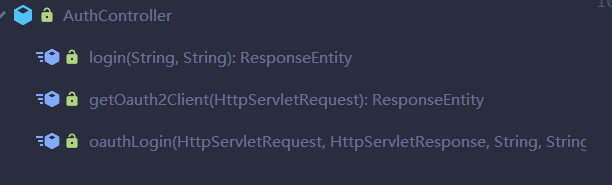 AuthController
login(String, String): ResponseEntity
getOauth2Client(HttpServletRequest): ResponseEntity
oauthLogin(HttpServletRequest, HttpServletResponse, String, String